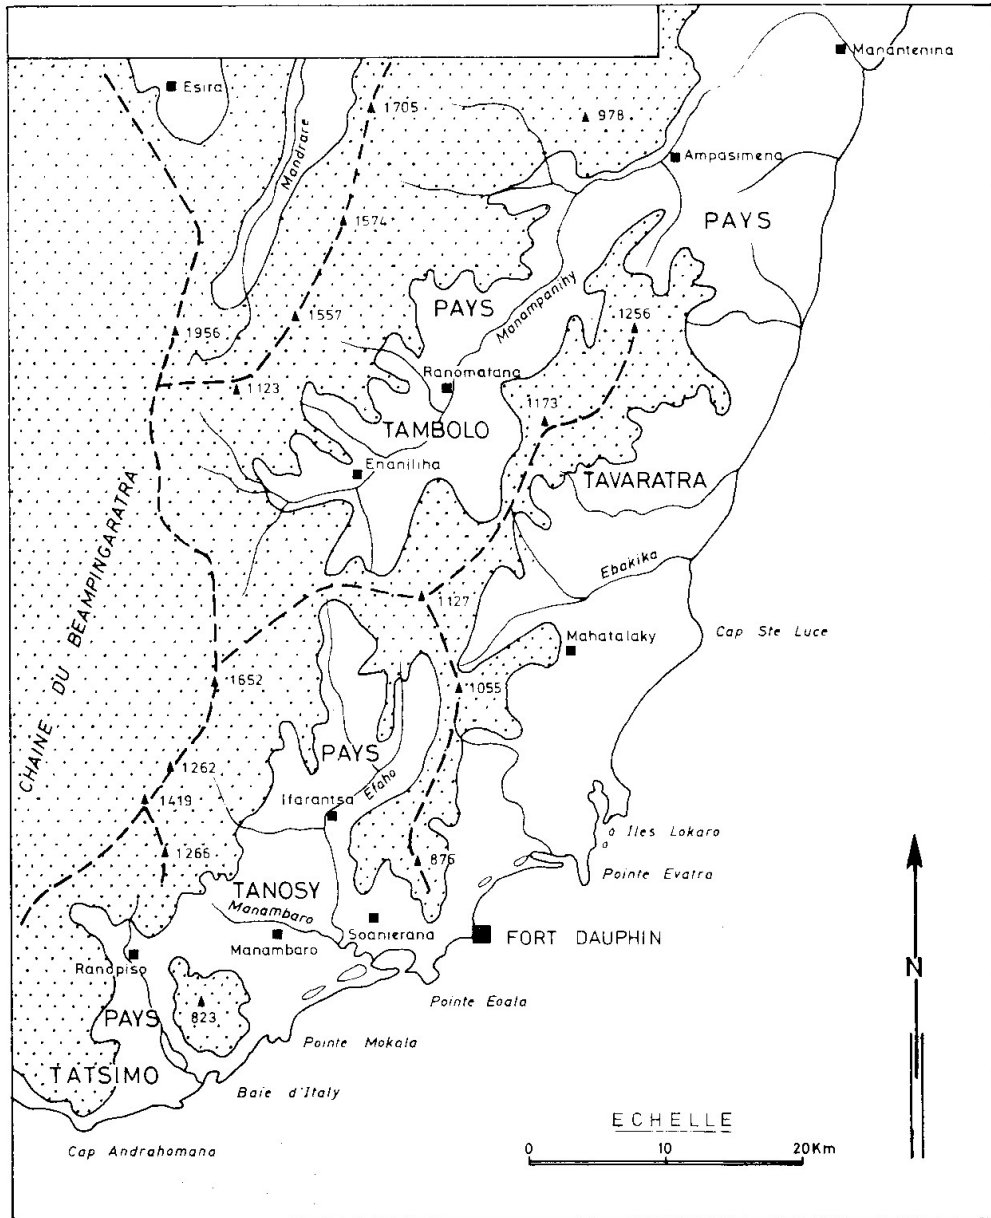 Manantenina
Esira
1705
978
Mandrare
Ampasimena
1574
PAYS
Manampanihy
PAYS
1557
1256
1956
Ranomatana
1123
1173
TAMBOLO
Enaniliha
TAVARATRA
CHAINE DU BEAMPINGARATRA
Ebakika
1127
Cap Ste Luce
Mahatalaky
1652
1055
PAYS
1262
Efaho
1419
Ifarantsa
Iles Lokaro
1266
876
Pointe Evatra
TANOSY
Manambaro
Soanierana
Manambaro
FORT DAUPHIN
Ranopiso
N
Pointe Eoala
823
PAYS
Pointe Mokala
TATSIMO
Baie d'Italy
ECHELLE
Cap Andrahomana
0 10 20Km